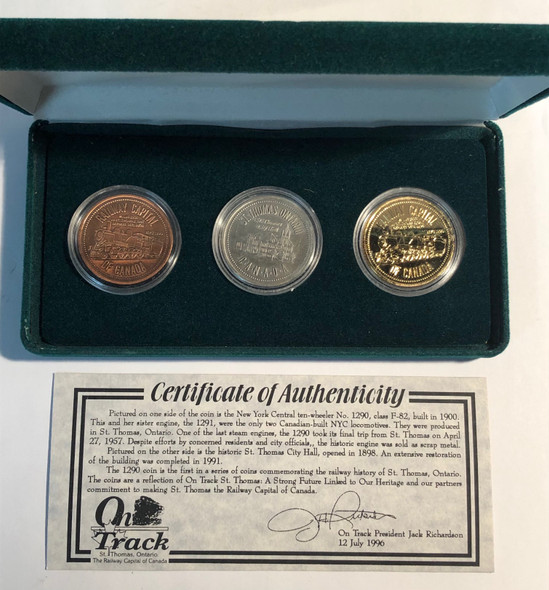 RAILWAY CAPITAL
OF CANADA
ST. THOMAS ONTARIO
CANADA
RAILWAY CAPITAL
OF CANADA
Certificate of Authenticity
Pictured on one side of the coin is the New York Central ten-wheeler No. 1290, class F-82, built in 1900.
This and her sister engine, the 1291, were the only two Canadian-built NYC locomotives. They were produced
in St. Thomas, Ontario. One of the last steam engines, the 1290 took its final trip from St. Thomas on April
27, 1957. Despite efforts by concerned residents and city officials,, the historic engine was sold as scrap metal.
Pictured on the other side is the historic St. Thomas City Hall, opened in 1898. An extensive restoration
of the building was completed in 1991.
The 1290 coin is the first in a series of coins commemorating the railway history of St. Thomas, Ontario.
The coins are a reflection of On Track St. Thomas: A Strong Future Linked to Our Heritage and our partners
commitment to making St. Thomas the Railway Capital of Canada.
On
Track
St. Thomas, Ontario
The Railway Capital of Canada
On Track President Jack Richardson
12 July 1996